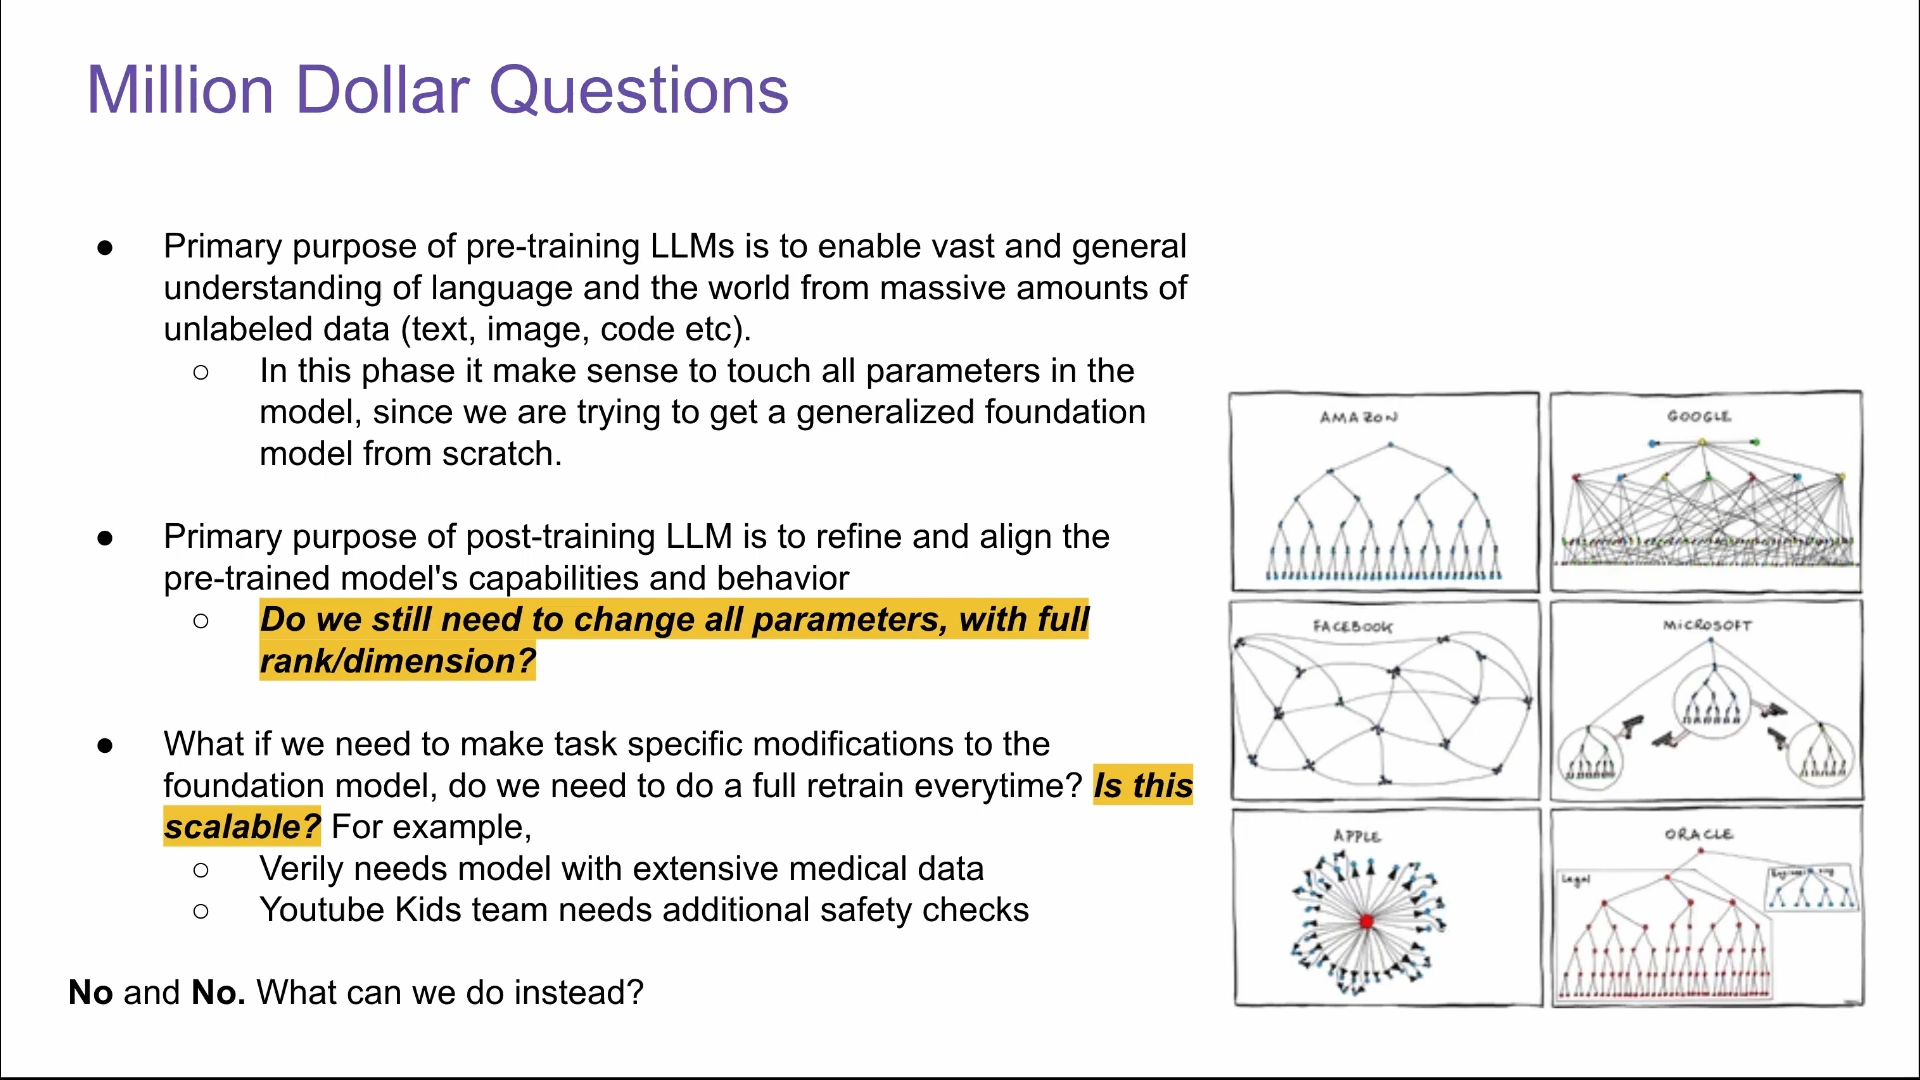 Million Dollar Questions
● Primary purpose of pre-training LLMs is to enable vast and general
understanding of language and the world from massive amounts of
unlabeled data (text, image, code etc).
○ In this phase it make sense to touch all parameters in the
model, since we are trying to get a generalized foundation
model from scratch.
● Primary purpose of post-training LLM is to refine and align the
pre-trained model's capabilities and behavior
○ Do we still need to change all parameters, with full
rank/dimension?
● What if we need to make task specific modifications to the
foundation model, do we need to do a full retrain everytime? Is this
scalable? For example,
○ Verily needs model with extensive medical data
○ Youtube Kids team needs additional safety checks
No and No. What can we do instead?
AMAZON
GOOGLE
FACEBOOK
MICROSOFT
APPLE
ORACLE
Legal
Engineering